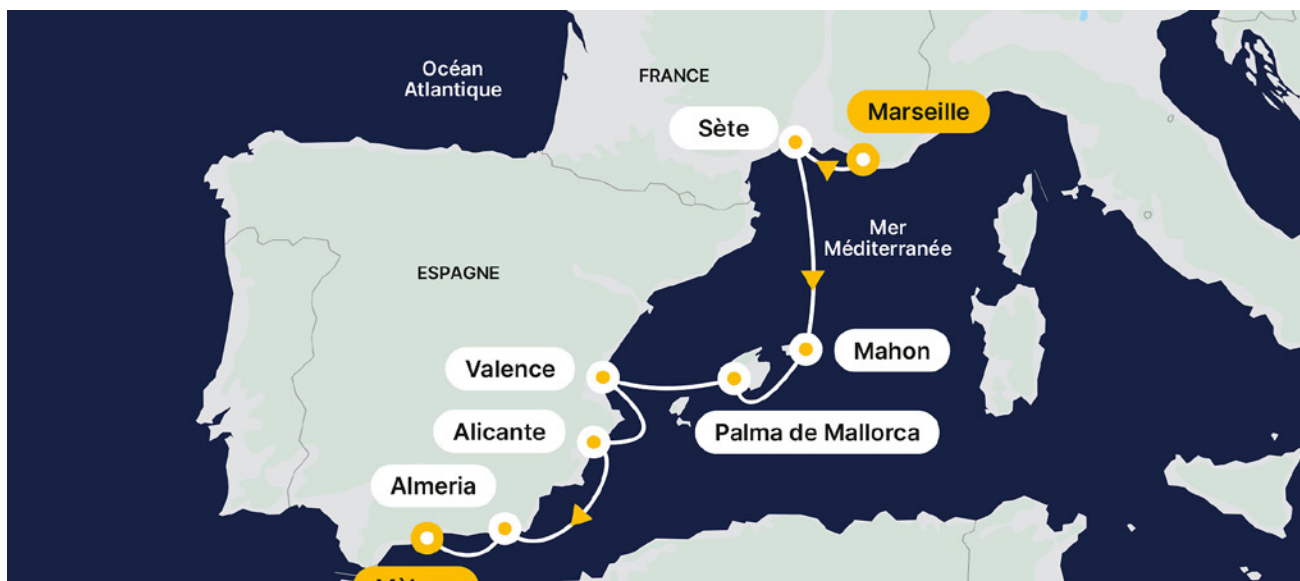 Océan
Atlantique
FRANCE
Marseille
Sète
Mer
Méditerranée
ESPAGNE
Mahon
Valence
Palma de Mallorca
Alicante
Almeria